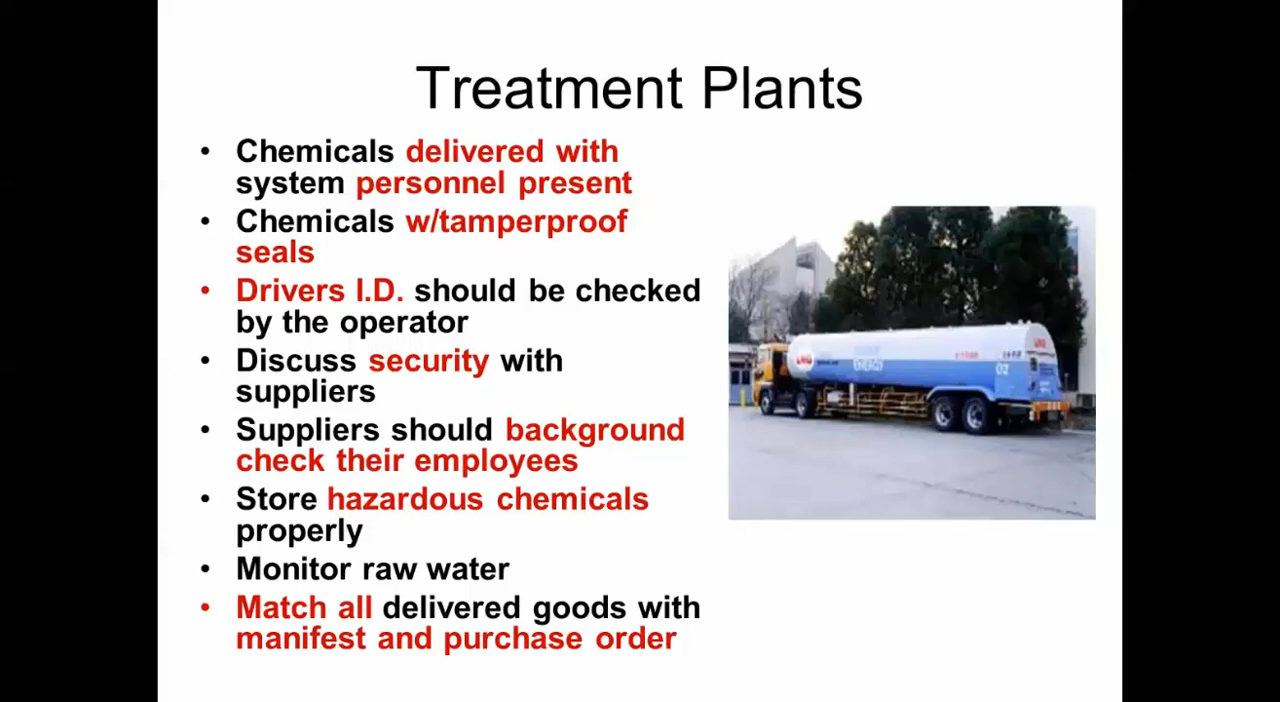 Treatment Plants
• Chemicals delivered with
system personnel present
• Chemicals w/tamperproof
seals
• Drivers I.D. should be checked
by the operator
• Discuss security with
suppliers
• Suppliers should background
check their employees
• Store hazardous chemicals
properly
• Monitor raw water
• Match all delivered goods with
manifest and purchase order
ENERGY